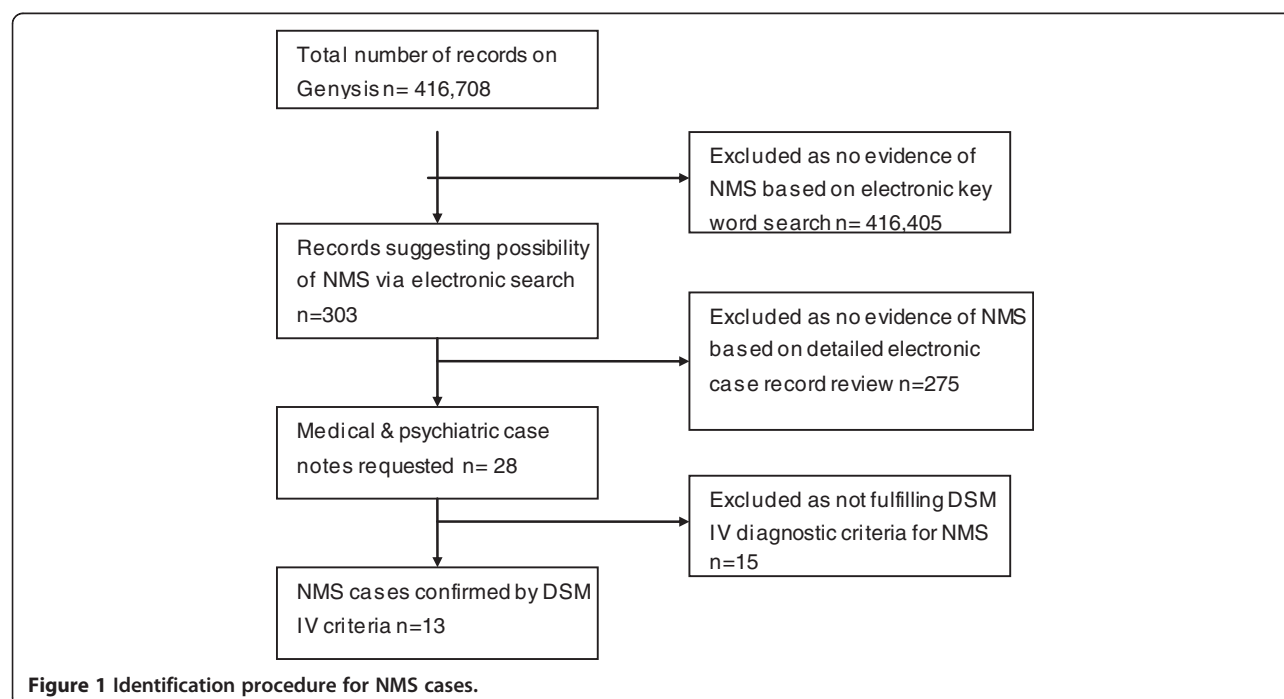 Total number of records on
Genysis n= 416,708
Excluded as no evidence of
NMS based on electronic key
word search n= 416,405
Records suggesting possibility
of NMS via electronic search
n=303
Excluded as no evidence of NMS
based on detailed electronic
case record review n=275
Medical & psychiatric case
notes requested n= 28
Excluded as not fulfilling DSM
IV diagnostic criteria for NMS
n=15
NMS cases confirmed by DSM
IV criteria n=13
Figure 1 Identification procedure for NMS cases.